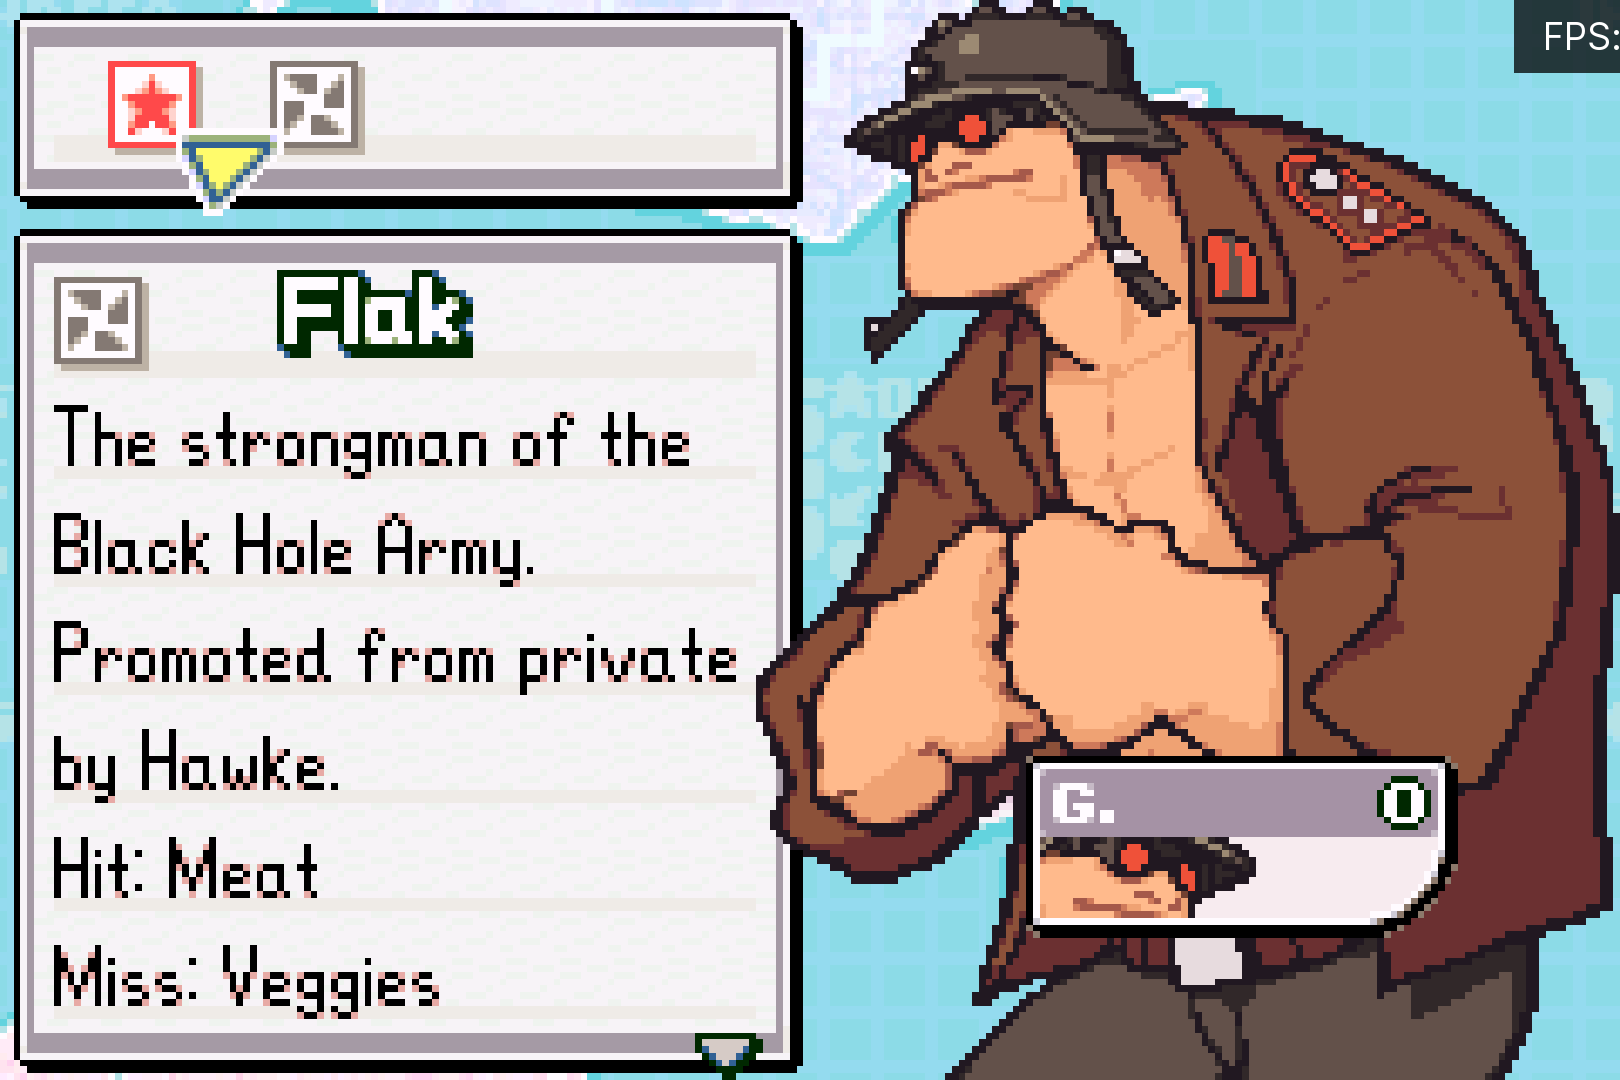 FPS:
Flak
The strongman of the
Black Hole Army.
Promoted from private
by Hawke.
Hit: Meat
Miss: Veggies
G. 0